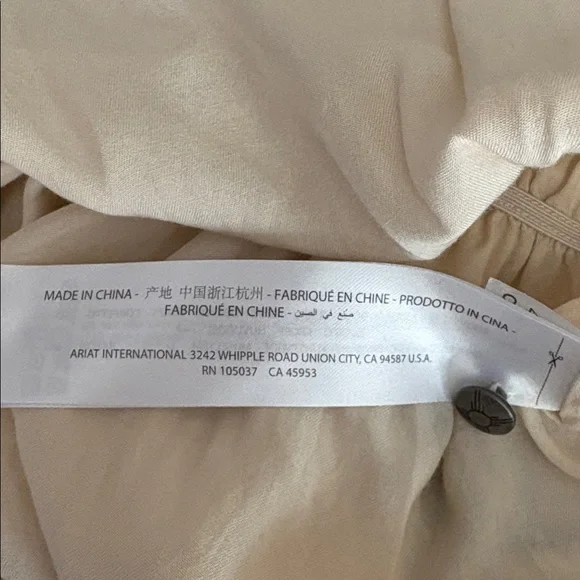 MADE IN CHINA - 产地 中国浙江杭州 - FABRIQUÉ EN CHINE - PRODOTTO IN CINA -
FABRIQUÉ EN CHINE - صنع في الصين
ARIAT INTERNATIONAL 3242 WHIPPLE ROAD UNION CITY, CA 94587 U.S.A.
RN 105037 CA 45953